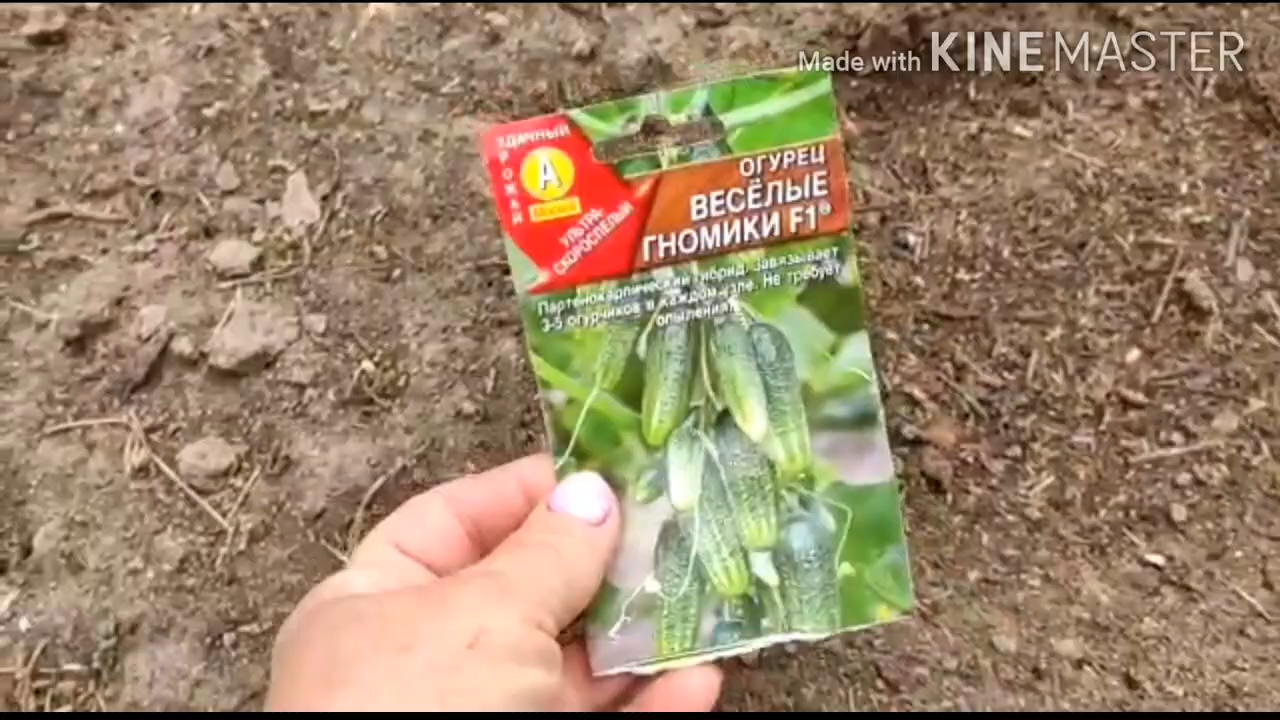 Made with KINEMASTER
УДАЧНЫЙ
УРОЖАЙ
А
Москва
УЛЬТРА-
СКОРОСПЕЛЫЙ
ОГУРЕЦ
ВЕСЁЛЫЕ
ГНОМИКИ F1®
Партенокарпический гибрид. Завязывает
3-5 огурчиков в каждом узле. Не требует
опыления!